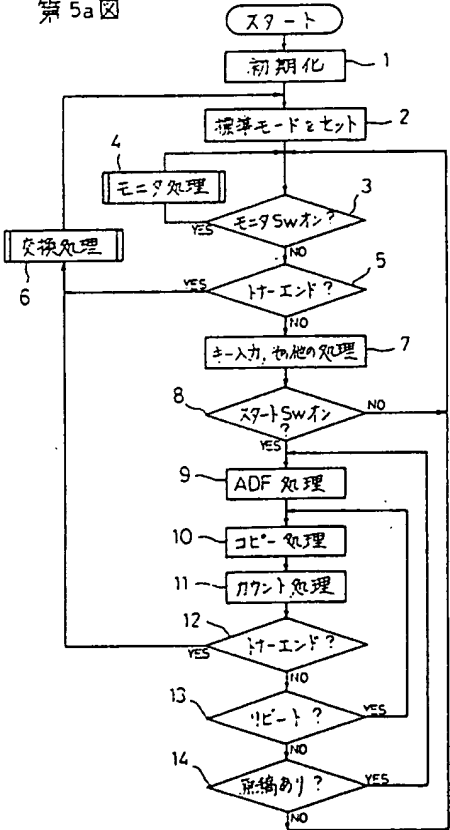 第5a図
スタート
初期化
1
標準モードをセット
2
4
モニタ処理
3
モニタSWオン?
YES
NO
交換処理
6
5
トナーエンド?
YES
NO
キー入力,その他の処理
7
8
スタートSWオン
?
NO
YES
9
ADF処理
10
コピー処理
11
カウント処理
12
トナーエンド?
YES
NO
13
リピート?
YES
NO
14
原稿あり?
YES
NO